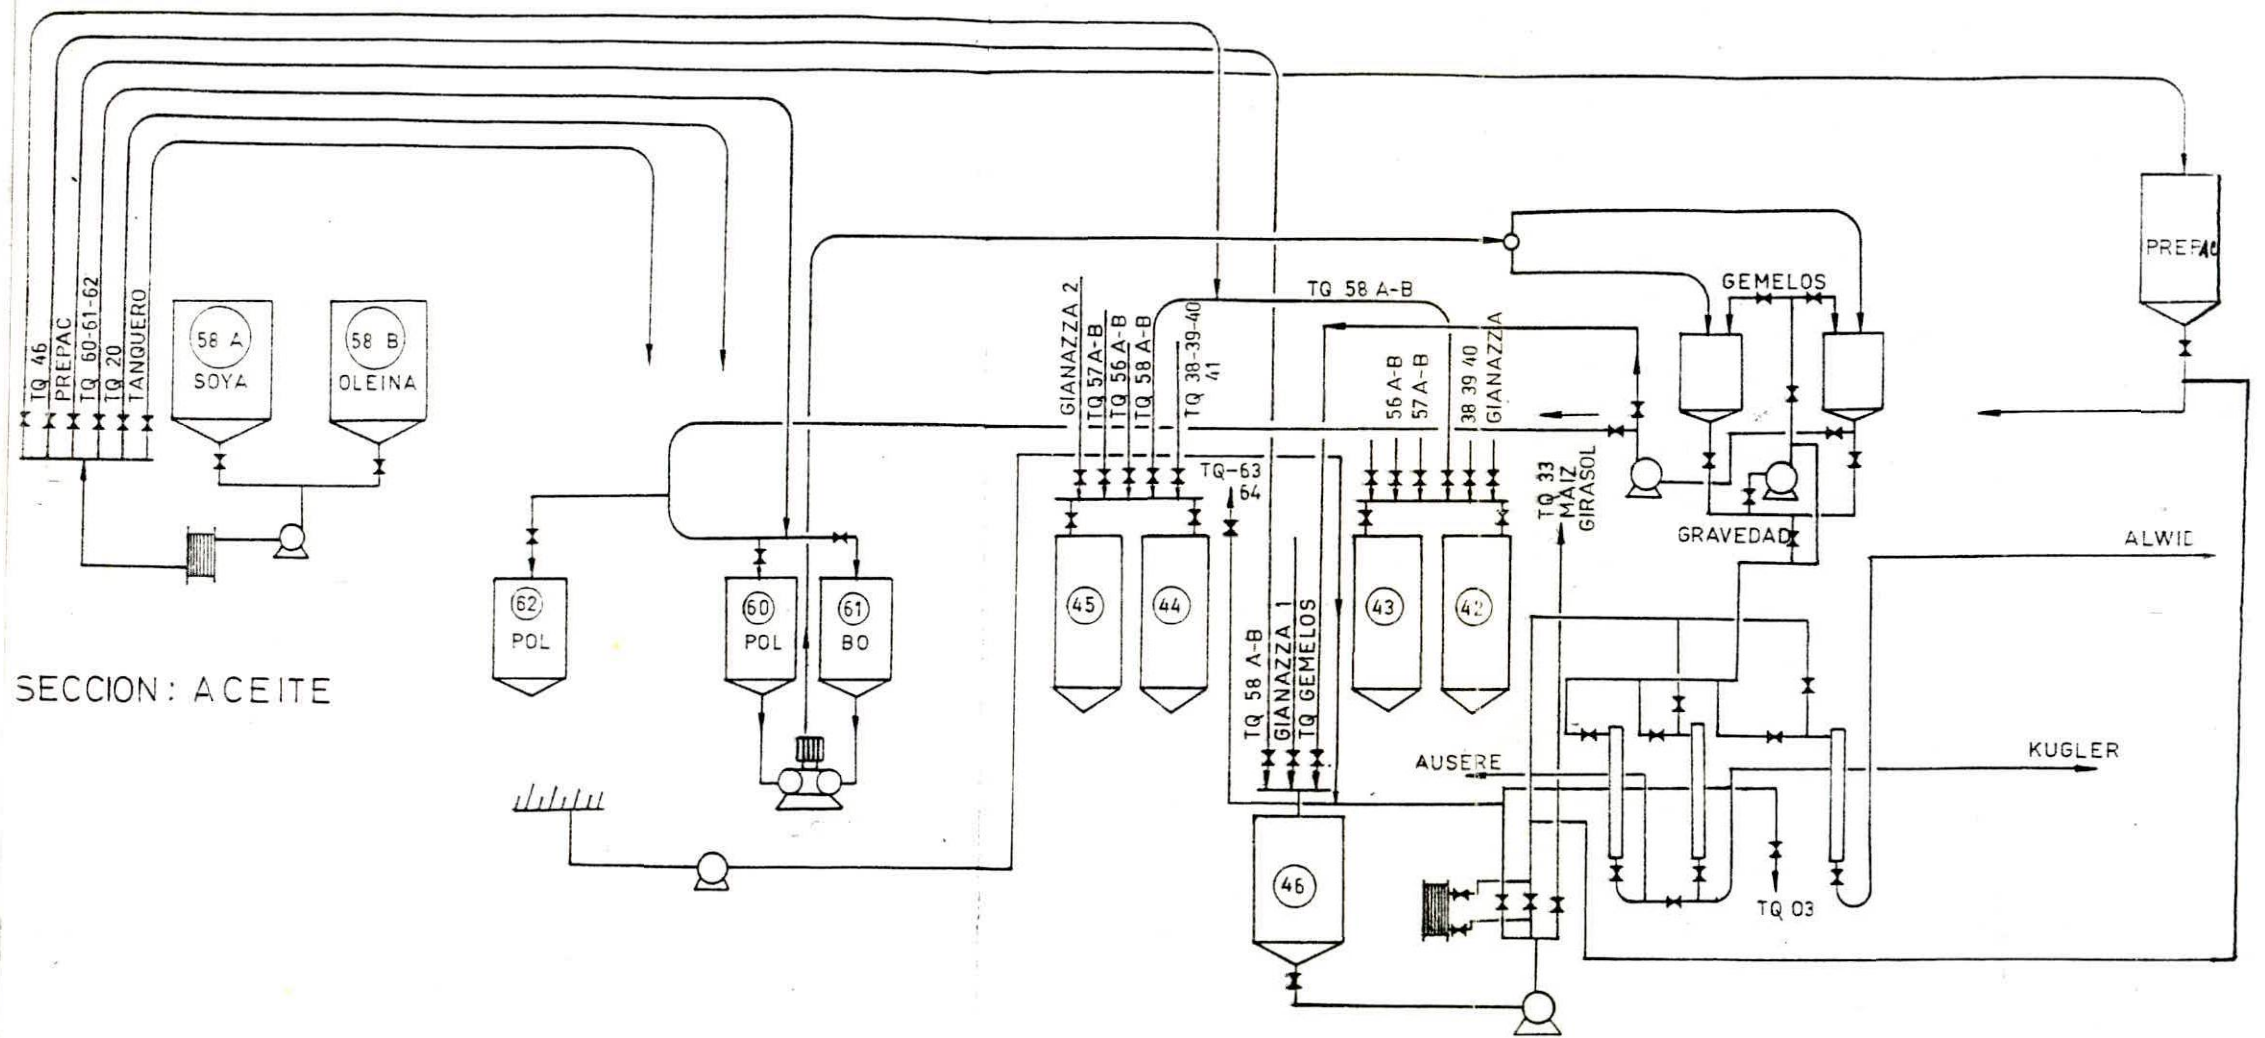 TQ 46
PREPAC
TQ 60-61-62
TQ 20
TANQUERO
58 A
SOYA
58 B
OLEINA
SECCION: ACEITE
62
POL
60
POL
61
BO
GIANAZZA 2
TQ 57 A-B
TQ 56 A-B
TQ 58 A-B
TQ 38-39-40
41
TQ 58 A-B
56 A-B
57 A-B
38 39 40
GIANAZZA
45
44
43
42
TQ-63
64
TQ 58 A-B
GIANAZZA 1
TQ GEMELOS
46
TQ 33
MAIZ
GIRASOL
GEMELOS
GRAVEDAD
PREPAC
ALWIE
KUGLER
AUSERE
TQ 03